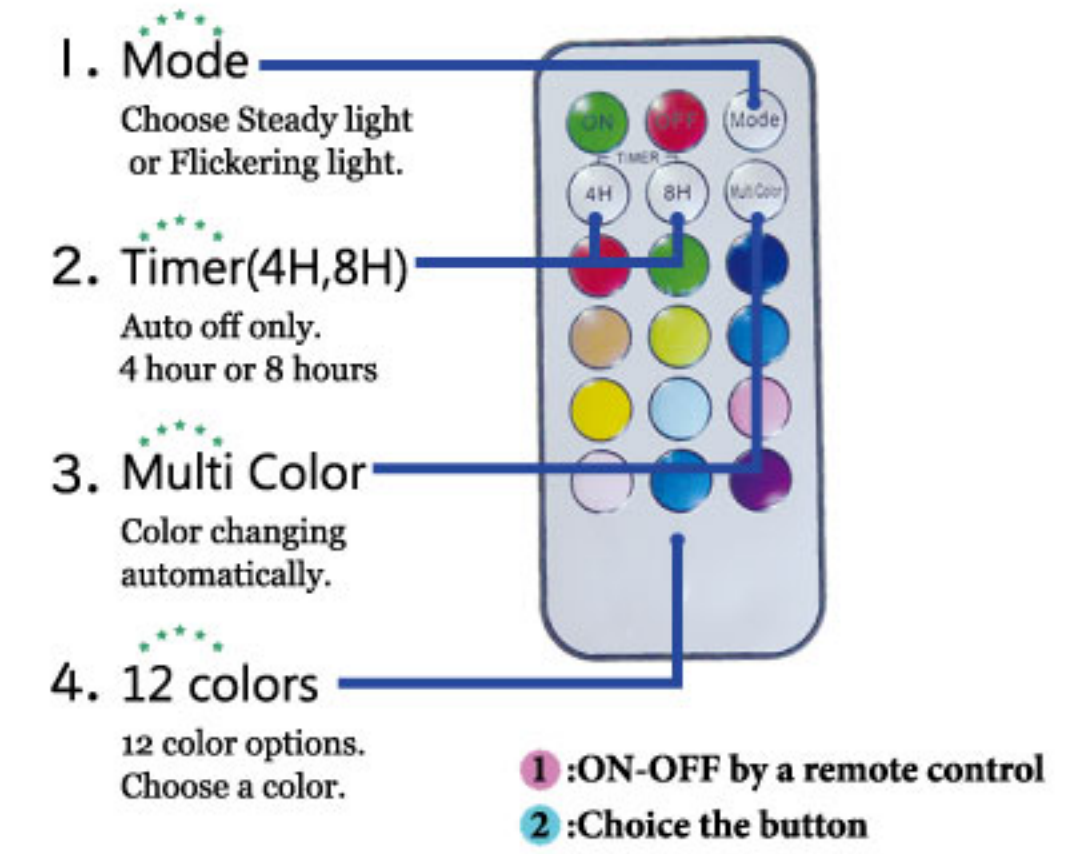 1. Mode
Choose Steady light
or Flickering light.
2. Timer(4H,8H)
Auto off only.
4 hour or 8 hours
3. Multi Color
Color changing
automatically.
4. 12 colors
12 color options.
Choose a color.
ON OFF Mode
TIMER
4H 8H Multi Color
1 :ON-OFF by a remote control
2 :Choice the button